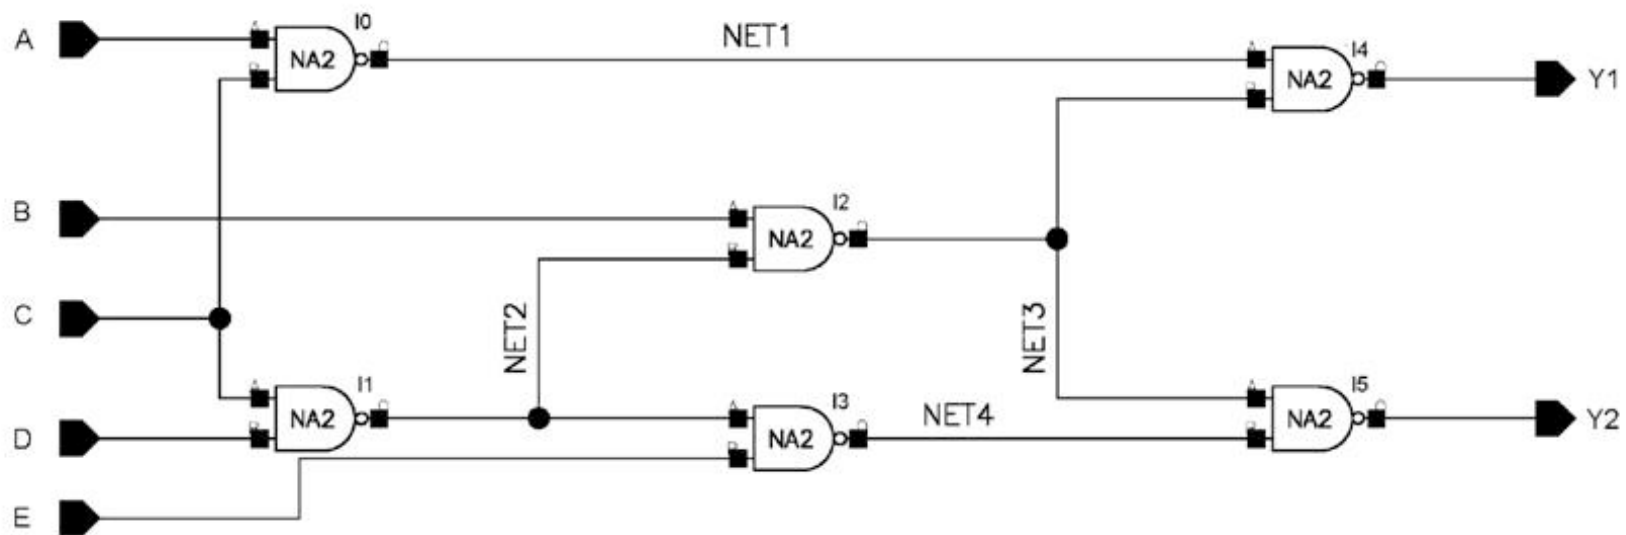 I0
A NA2 NET1 I4
NA2 Y1
B I2
NA2
C NET2 NET3
I1 I3 I5
NA2 NET4 NA2 Y2
D NA2
E